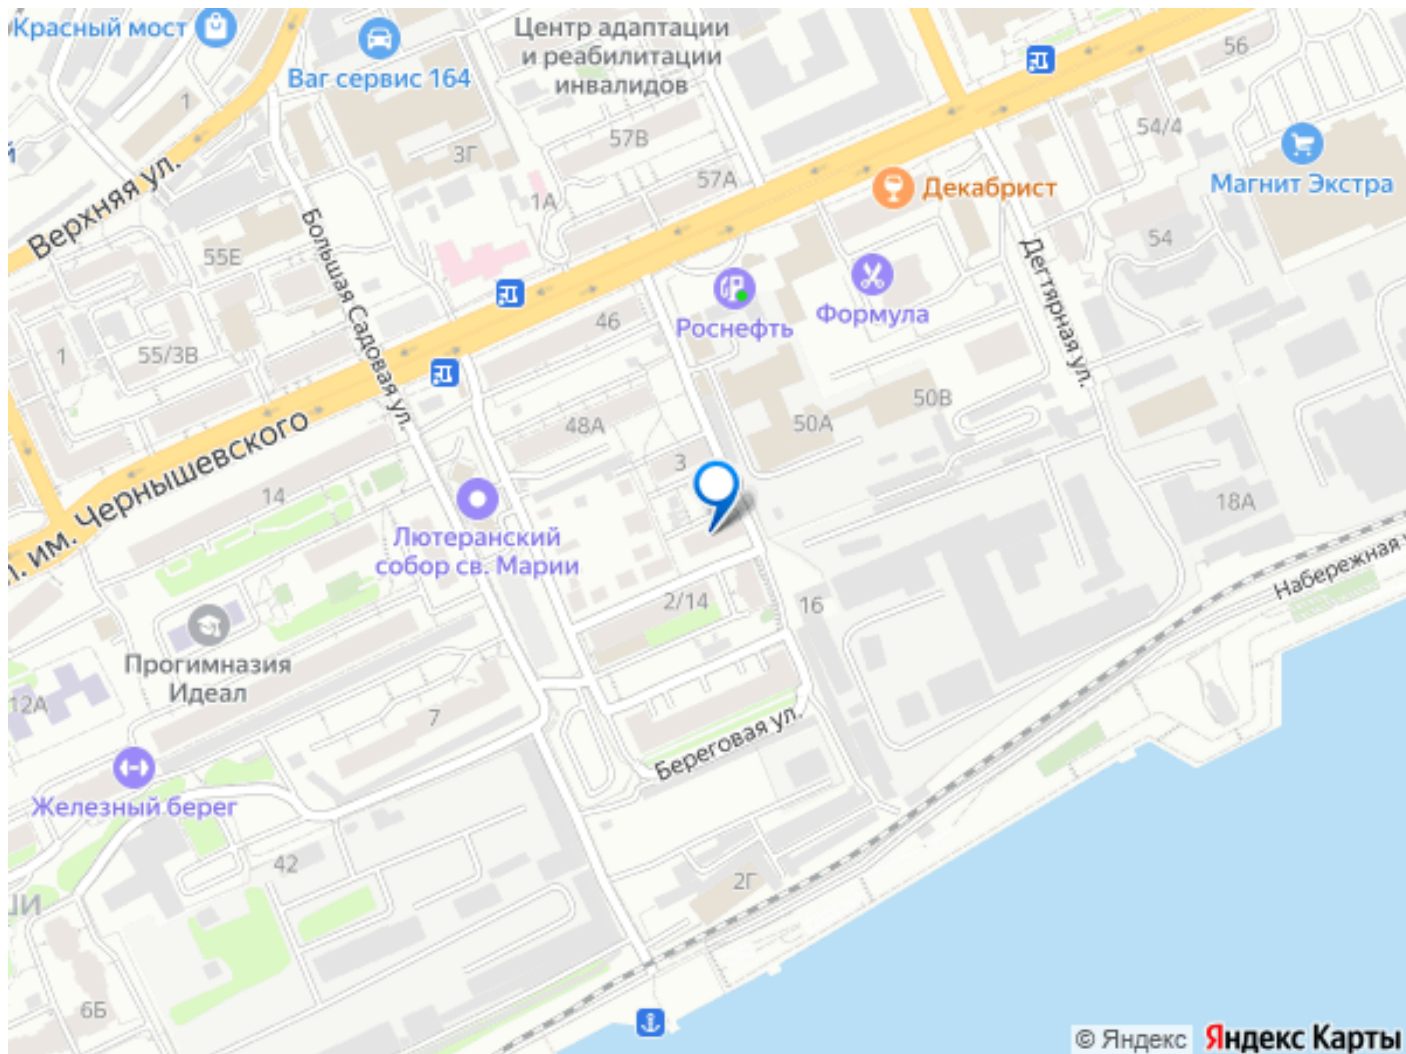 Красный мост
Ваг сервис 164
Центр адаптации
и реабилитации
инвалидов
56
1
57В
54/4
3Г
Магнит Экстра
57А
Декабрист
1А
Верхняя ул.
Большая Садовая ул.
54
55Е
Дегтярная ул.
Роснефть
Формула
46
1
55/3В
50В
48А
50А
ул. им. Чернышевского
3
14
18А
Лютеранский
собор св. Марии
Набережная
2/14
16
Прогимназия
Идеал
12А
7
Береговая ул.
Железный берег
42
2Г
6Б
© Яндекс
Яндекс Карты